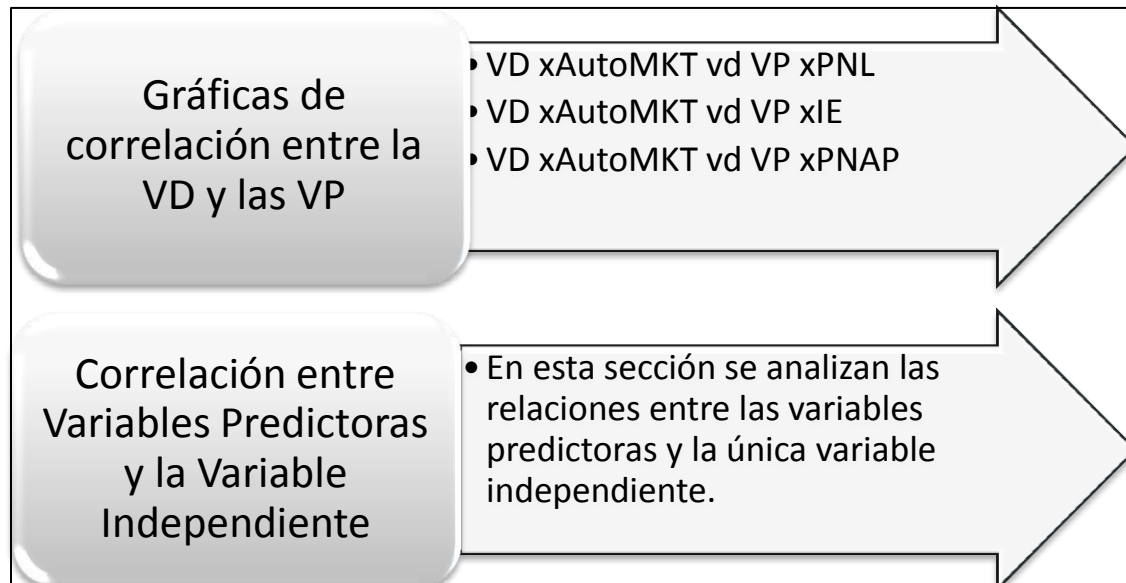 Gráficas de
correlación entre la
VD y las VP
• VD xAutoMKT vd VP xPNL
• VD xAutoMKT vd VP xIE
• VD xAutoMKT vd VP xPNAP
Correlación entre
Variables Predictoras
y la Variable
Independiente
• En esta sección se analizan las
relaciones entre las variables
predictoras y la única variable
independiente.